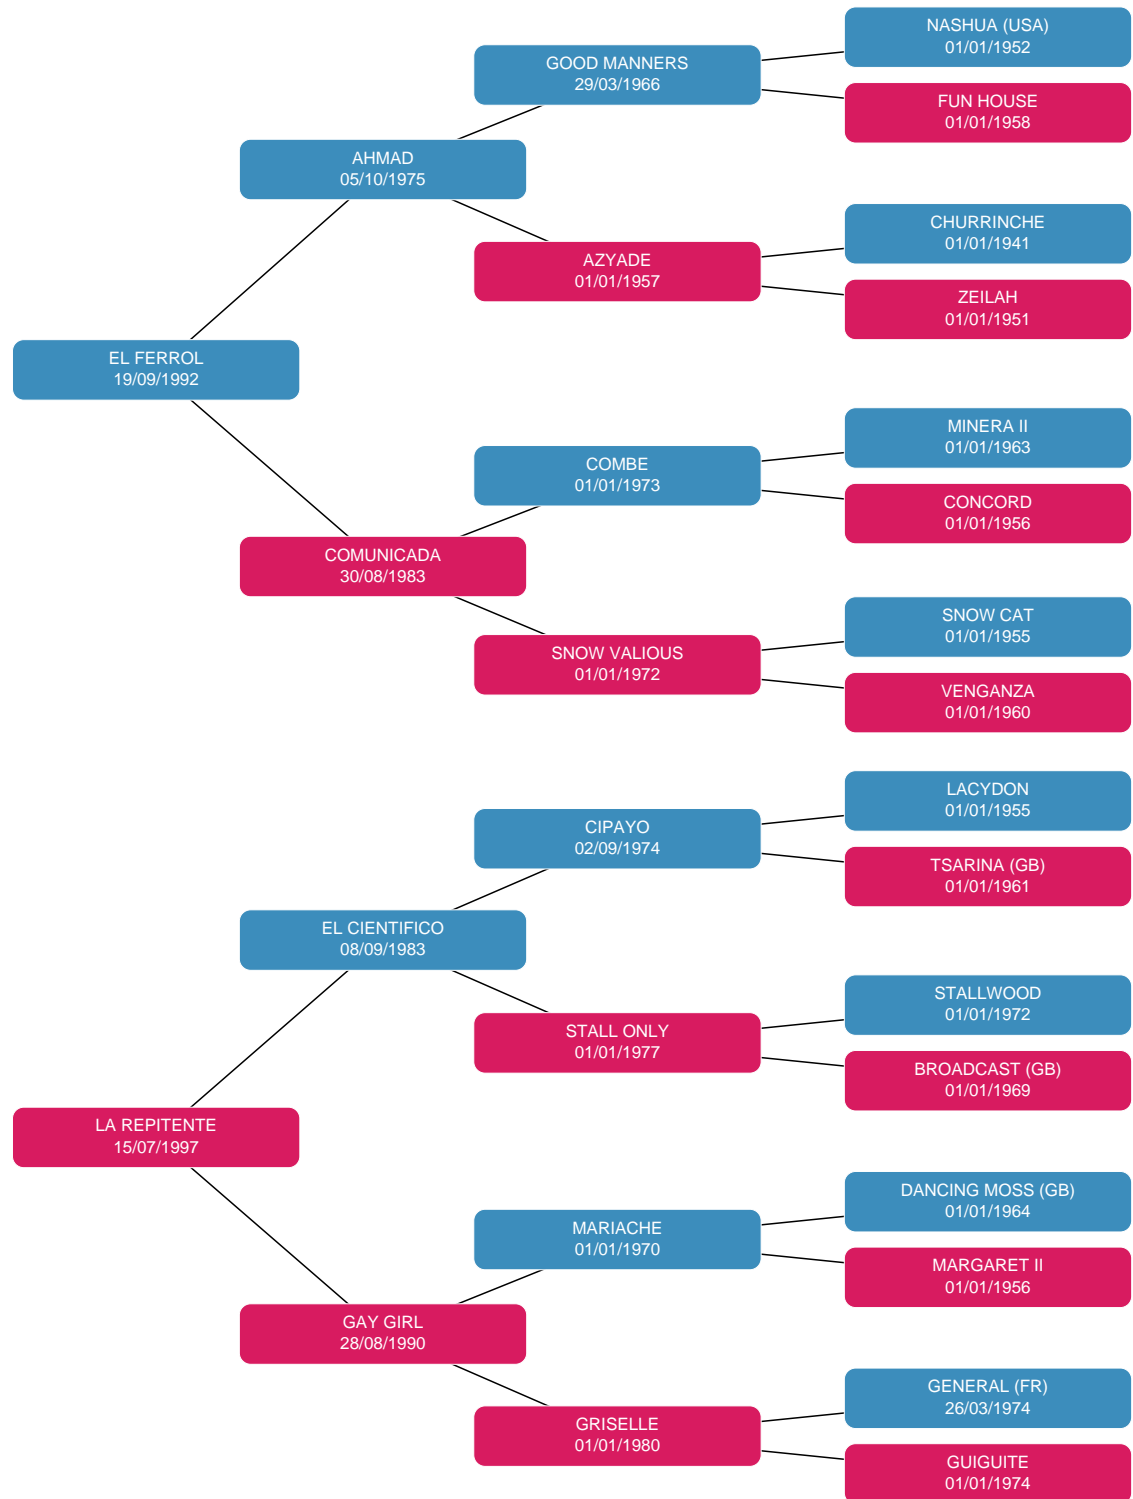 NASHUA (USA)
01/01/1952
GOOD MANNERS
29/03/1966
FUN HOUSE
01/01/1958
AHMAD
05/10/1975
CHURRINCHE
01/01/1941
AZYADE
01/01/1957
ZEILAH
01/01/1951
EL FERROL
19/09/1992
MINERA II
01/01/1963
COMBE
01/01/1973
CONCORD
01/01/1956
COMUNICADA
30/08/1983
SNOW CAT
01/01/1955
SNOW VALIOUS
01/01/1972
VENGANZA
01/01/1960
LACYDON
01/01/1955
CIPAYO
02/09/1974
TSARINA (GB)
01/01/1961
EL CIENTIFICO
08/09/1983
STALLWOOD
01/01/1972
STALL ONLY
01/01/1977
BROADCAST (GB)
01/01/1969
LA REPITENTE
15/07/1997
DANCING MOSS (GB)
01/01/1964
MARIACHE
01/01/1970
MARGARET II
01/01/1956
GAY GIRL
28/08/1990
GENERAL (FR)
26/03/1974
GRISELLE
01/01/1980
GUIGUITE
01/01/1974